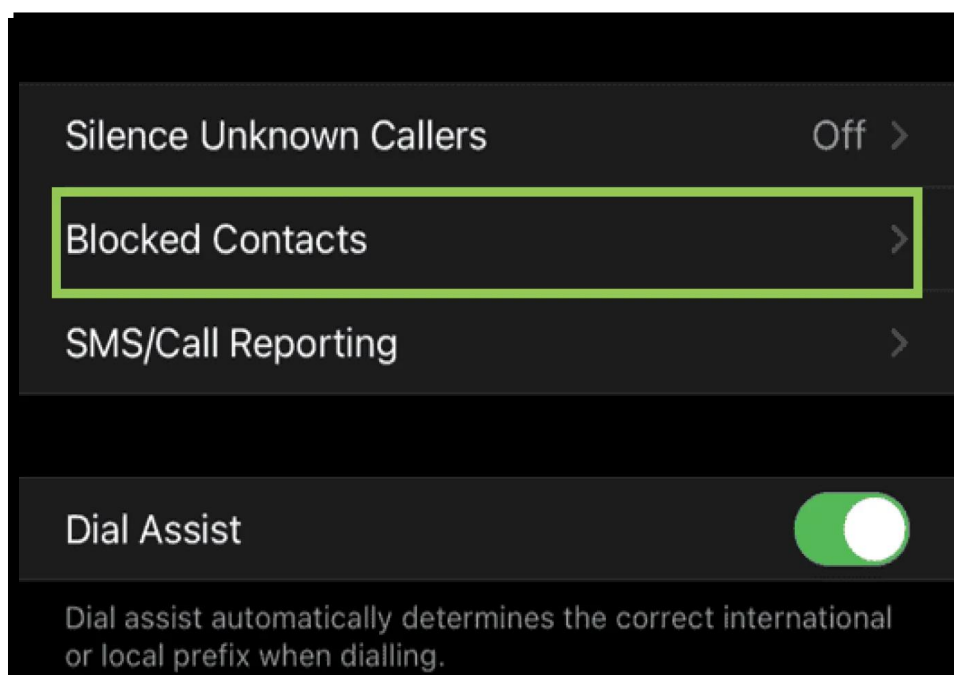 Silence Unknown Callers Off
Blocked Contacts
SMS/Call Reporting
Dial Assist
Dial assist automatically determines the correct international
or local prefix when dialling.